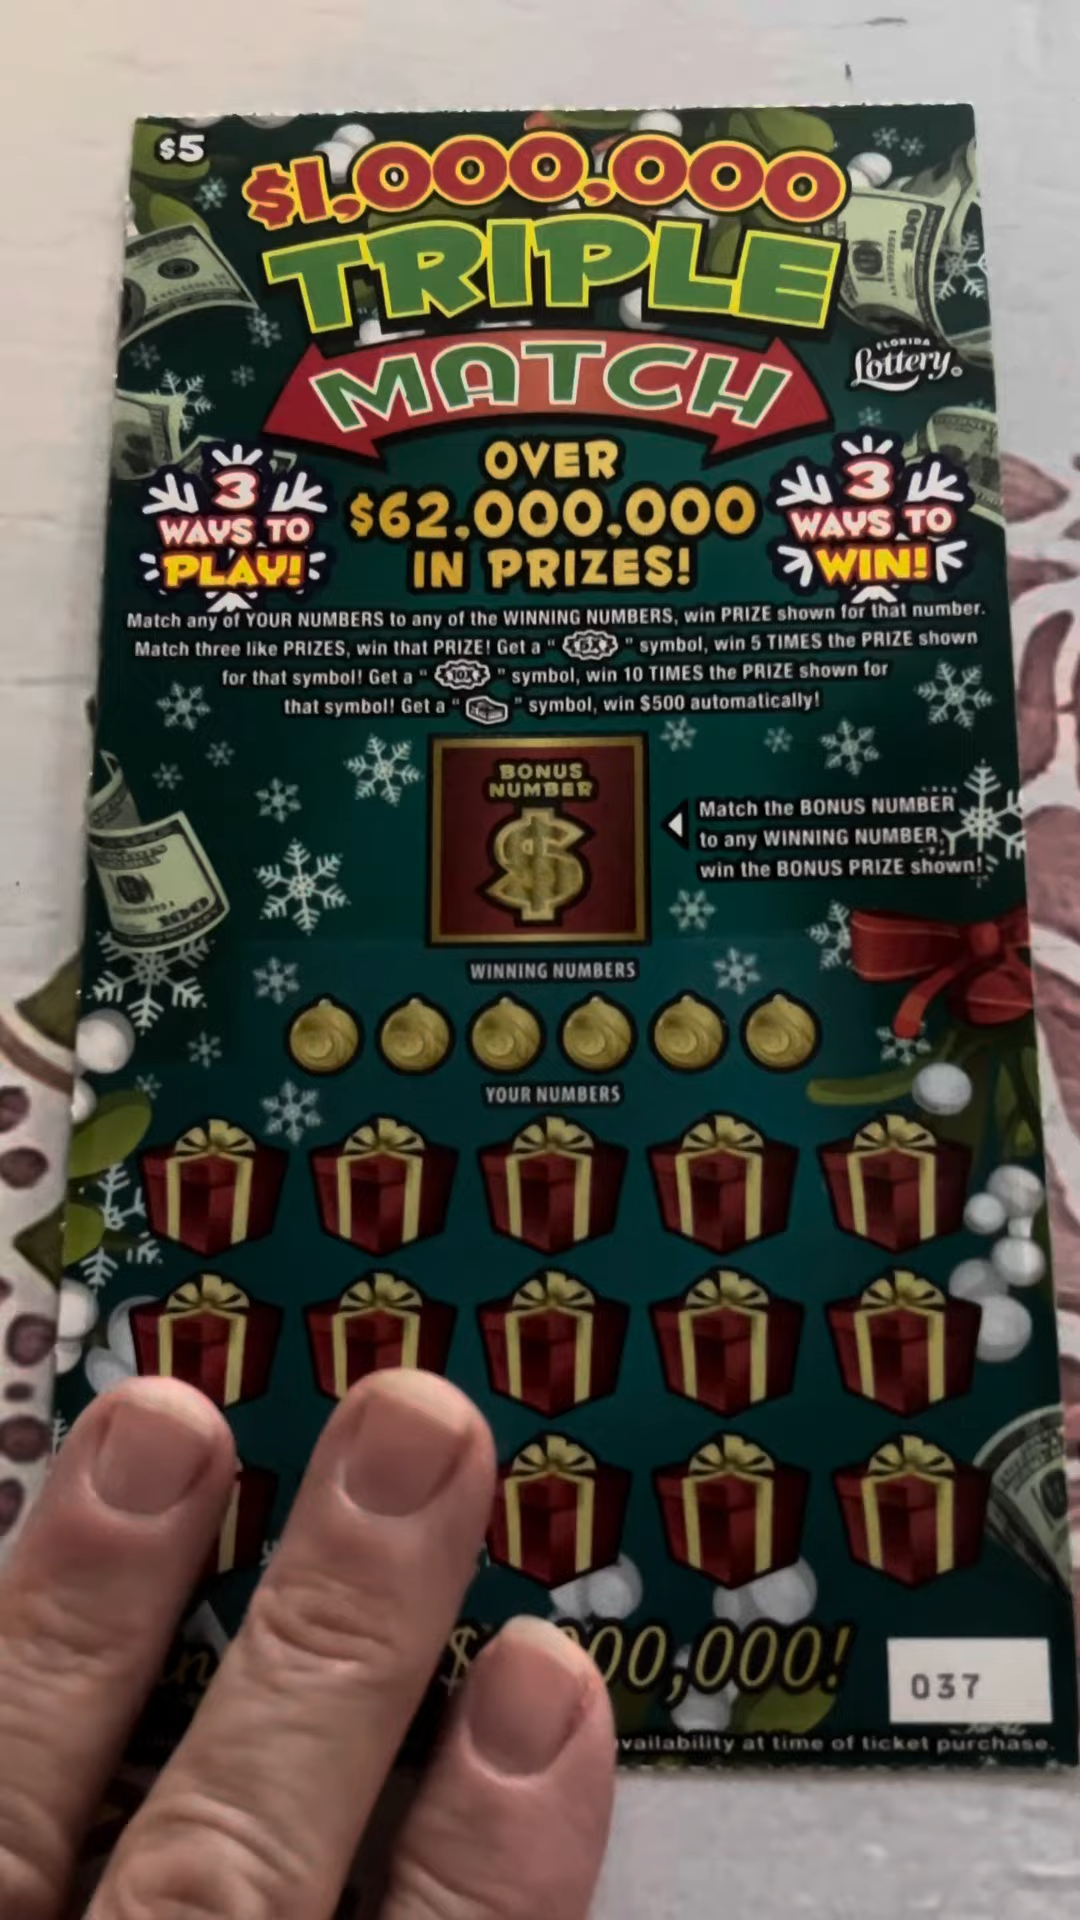 $5
$1,000,000
TRIPLE
MATCH
FLORIDA
Lottery
3
WAYS TO
PLAY!
OVER
$62,000,000
IN PRIZES!
3
WAYS TO
WIN!
Match any of YOUR NUMBERS to any of the WINNING NUMBERS, win PRIZE shown for that number.
Match three like PRIZES, win that PRIZE! Get a " 5X " symbol, win 5 TIMES the PRIZE shown
for that symbol! Get a " 10X " symbol, win 10 TIMES the PRIZE shown for
that symbol! Get a " " symbol, win $500 automatically!
BONUS
NUMBER
$
Match the BONUS NUMBER
to any WINNING NUMBER,
win the BONUS PRIZE shown!
WINNING NUMBERS
YOUR NUMBERS
00,000!
037
at time of ticket purchase.